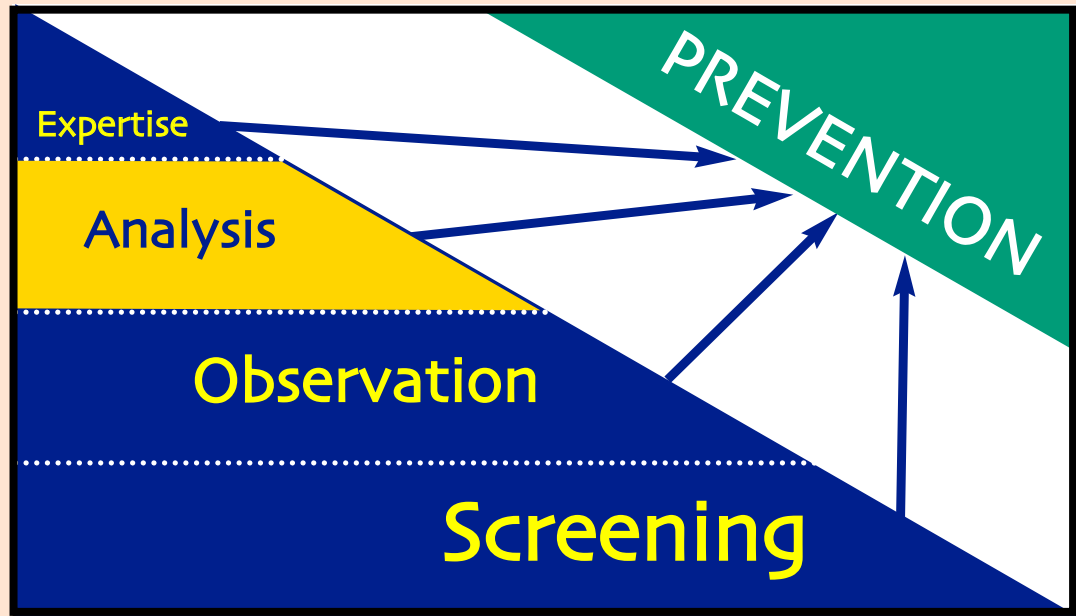 PREVENTION
Expertise
Analysis
Observation
Screening